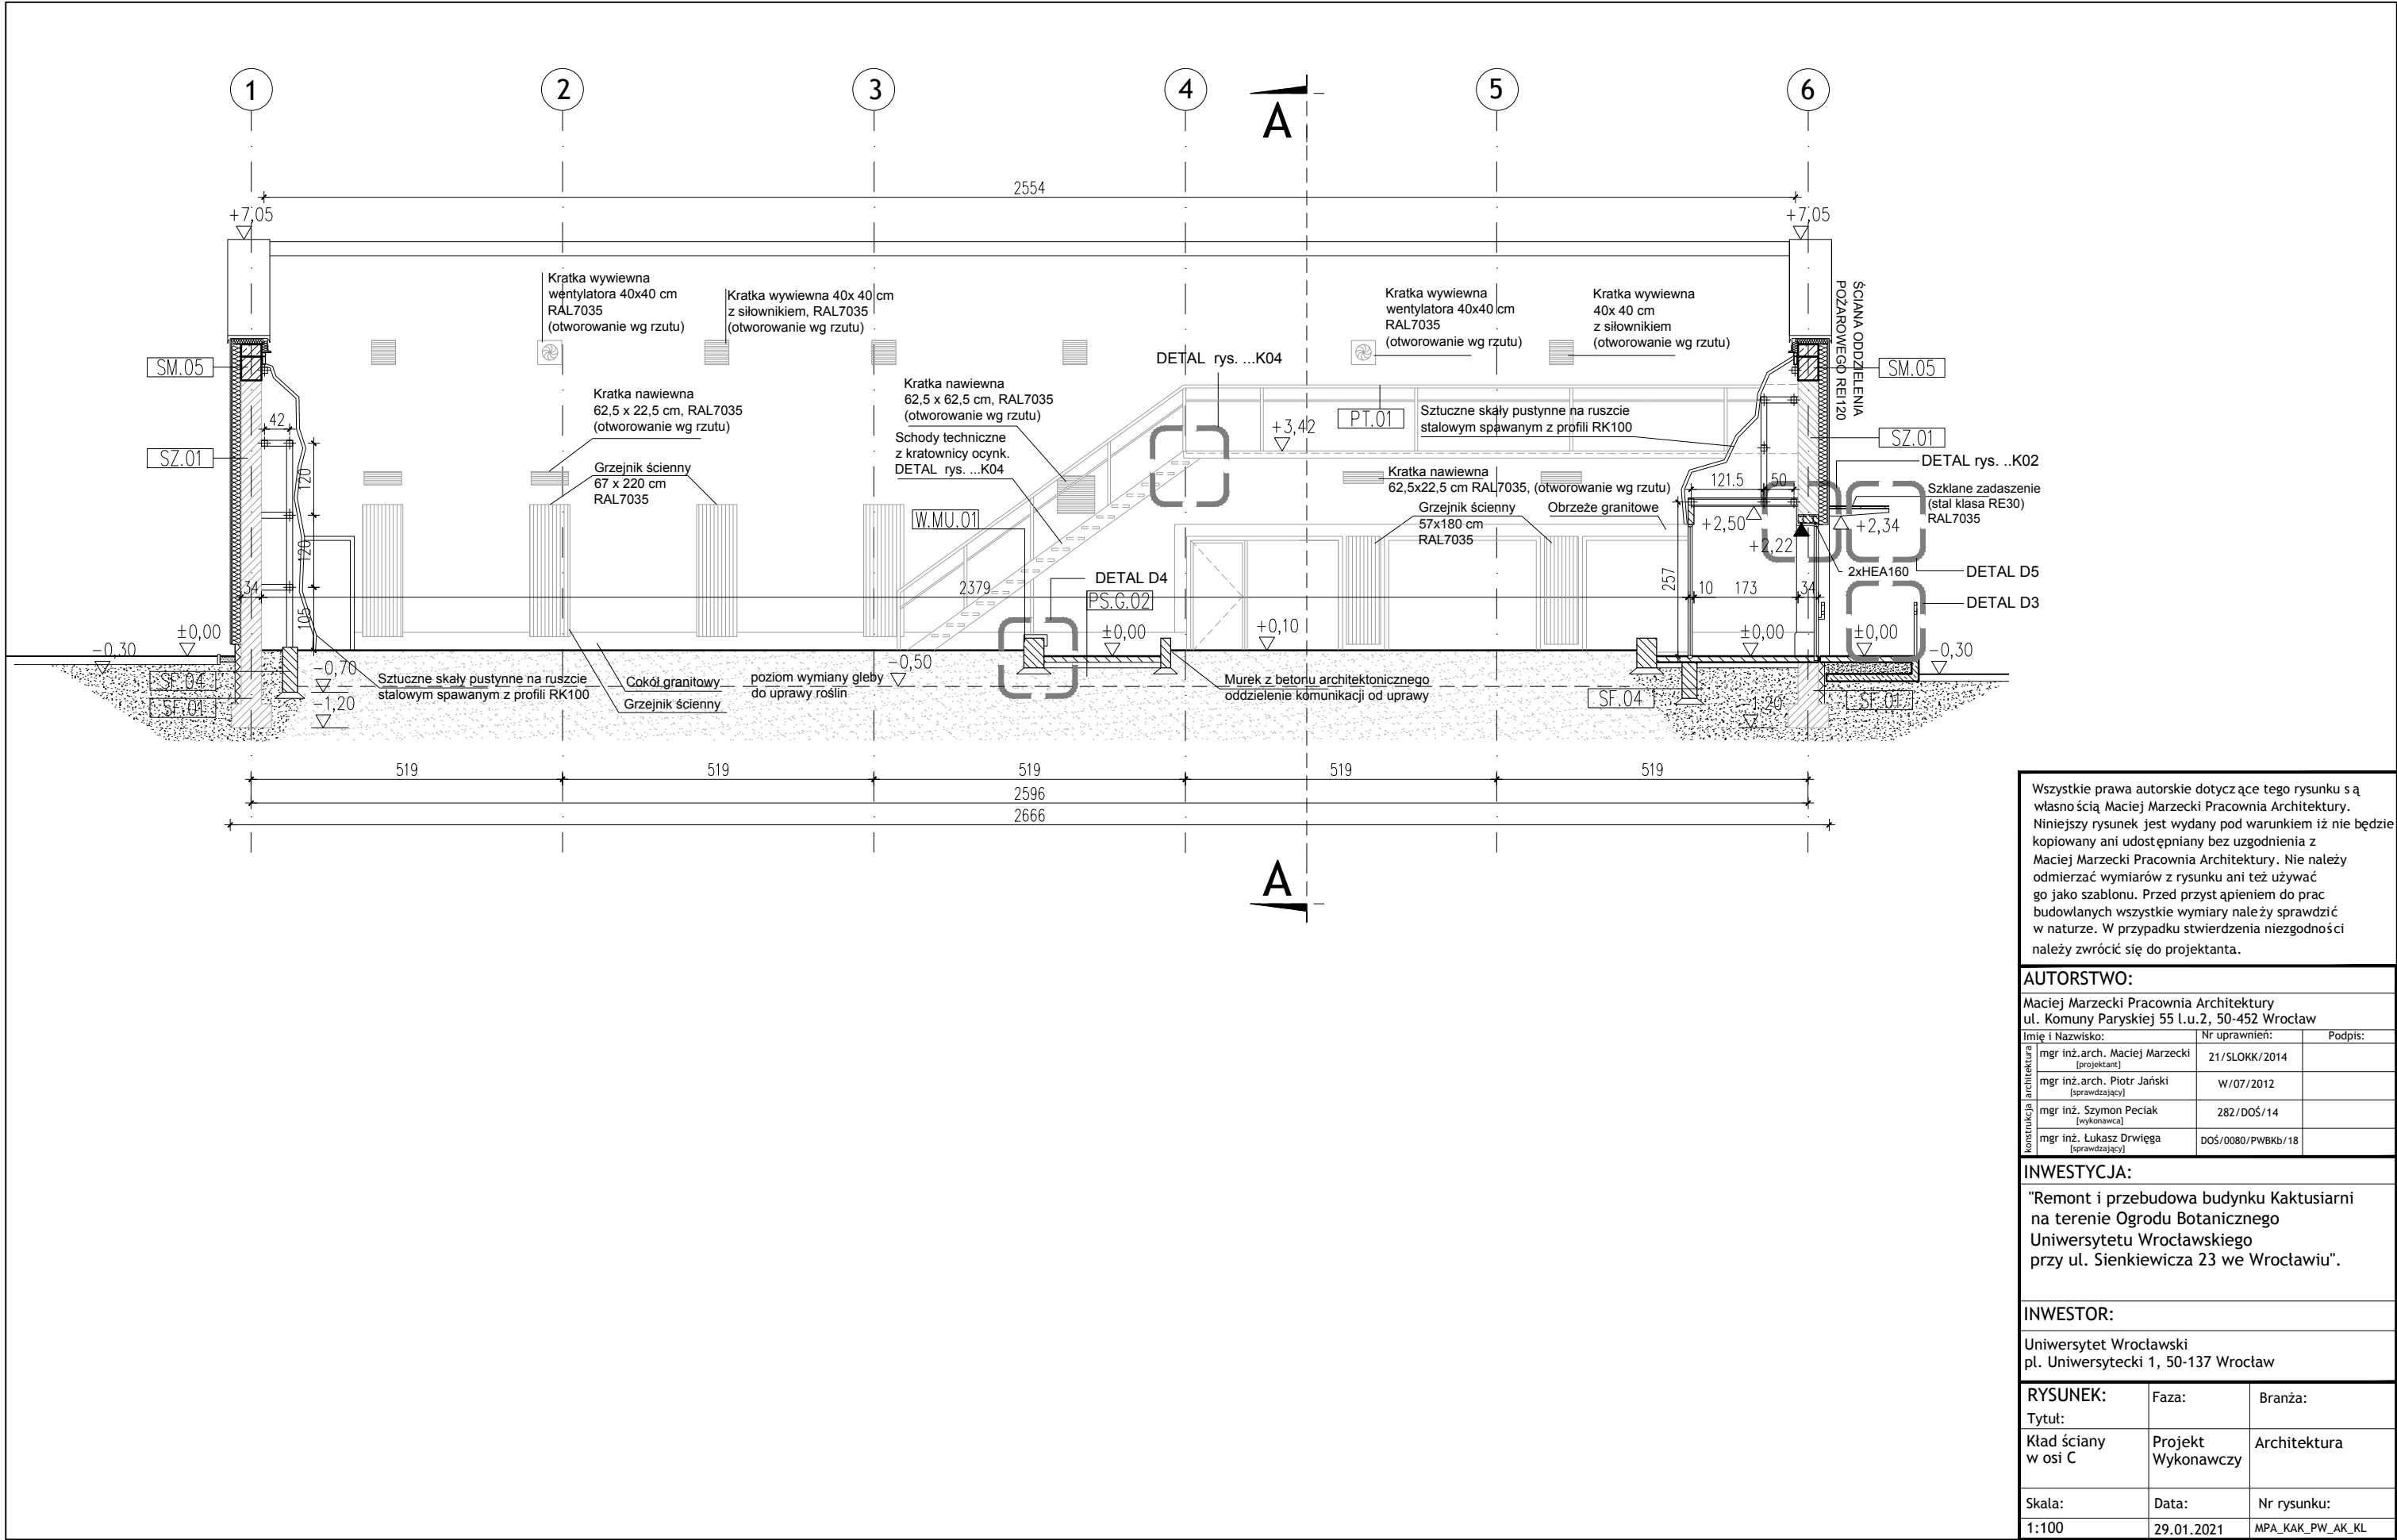 1
2
3
4
5
6
A
2554
+7,05
+7,05
Kratka wywiewna
wentylatora 40x40 cm
RAL7035
(otworowanie wg rzutu)
Kratka wywiewna 40x 40 cm
z siłownikiem, RAL7035
(otworowanie wg rzutu)
Kratka wywiewna
wentylatora 40x40 cm
RAL7035
(otworowanie wg rzutu)
Kratka wywiewna
40x 40 cm
z siłownikiem
(otworowanie wg rzutu)
ŚCIANA ODDZIELENIA
POŻAROWEGO REI120
SM.05
SM.05
DETAL rys. ...K04
Kratka nawiewna
62,5 x 22,5 cm, RAL7035
(otworowanie wg rzutu)
Kratka nawiewna
62,5 x 62,5 cm, RAL7035
(otworowanie wg rzutu)
Schody techniczne
z kratownicy ocynk.
DETAL rys. ...K04
PT.01
Sztuczne skały pustynne na ruszcie
stalowym spawanym z profili RK100
+3,42
42
SZ.01
SZ.01
DETAL rys. ..K02
Grzejnik ścienny
67 x 220 cm
RAL7035
Kratka nawiewna
62,5x22,5 cm RAL7035, (otworowanie wg rzutu)
121.5
50
Szklane zadaszenie
(stal klasa RE30)
RAL7035
120
120
105
W.MU.01
Grzejnik ścienny
57x180 cm
RAL7035
Obrzeże granitowe
+2,50
+2,34
+2,22
2xHEA160
DETAL D5
DETAL D4
DETAL D3
34
2379
257
10
173
34
PS.G.02
±0,00
±0,00
+0,10
±0,00
±0,00
-0,30
-0,30
-0,70
-0,50
-1,20
-1,20
SF.04
SF.01
SF.04
SF.01
Sztuczne skały pustynne na ruszcie
stalowym spawanym z profili RK100
Cokół granitowy
Grzejnik ścienny
poziom wymiany gleby
do uprawy roślin
Murek z betonu architektonicznego
oddzielenie komunikacji od uprawy
519
519
519
519
519
2596
2666
A
Wszystkie prawa autorskie dotyczące tego rysunku są
własnością Maciej Marzecki Pracownia Architektury.
Niniejszy rysunek jest wydany pod warunkiem iż nie będzie
kopiowany ani udostępniany bez uzgodnienia z
Maciej Marzecki Pracownia Architektury. Nie należy
odmierzać wymiarów z rysunku ani też używać
go jako szablonu. Przed przystąpieniem do prac
budowlanych wszystkie wymiary należy sprawdzić
w naturze. W przypadku stwierdzenia niezgodności
należy zwrócić się do projektanta.
AUTORSTWO:
Maciej Marzecki Pracownia Architektury
ul. Komuny Paryskiej 55 l.u.2, 50-452 Wrocław
Imię i Nazwisko: Nr uprawnień: Podpis:
architektura
mgr inż.arch. Maciej Marzecki 21/SLOKK/2014
[projektant]
mgr inż.arch. Piotr Jański W/07/2012
[sprawdzający]
konstrukcja
mgr inż. Szymon Peciak 282/DOŚ/14
[wykonawca]
mgr inż. Łukasz Drwięga DOŚ/0080/PWBKb/18
[sprawdzający]
INWESTYCJA:
"Remont i przebudowa budynku Kaktusiarni
na terenie Ogrodu Botanicznego
Uniwersytetu Wrocławskiego
przy ul. Sienkiewicza 23 we Wrocławiu".
INWESTOR:
Uniwersytet Wrocławski
pl. Uniwersytecki 1, 50-137 Wrocław
RYSUNEK: Faza: Branża:
Tytuł:
Kład ściany
w osi C
Projekt
Wykonawczy
Architektura
Skala: Data: Nr rysunku:
1:100 29.01.2021 MPA_KAK_PW_AK_KL